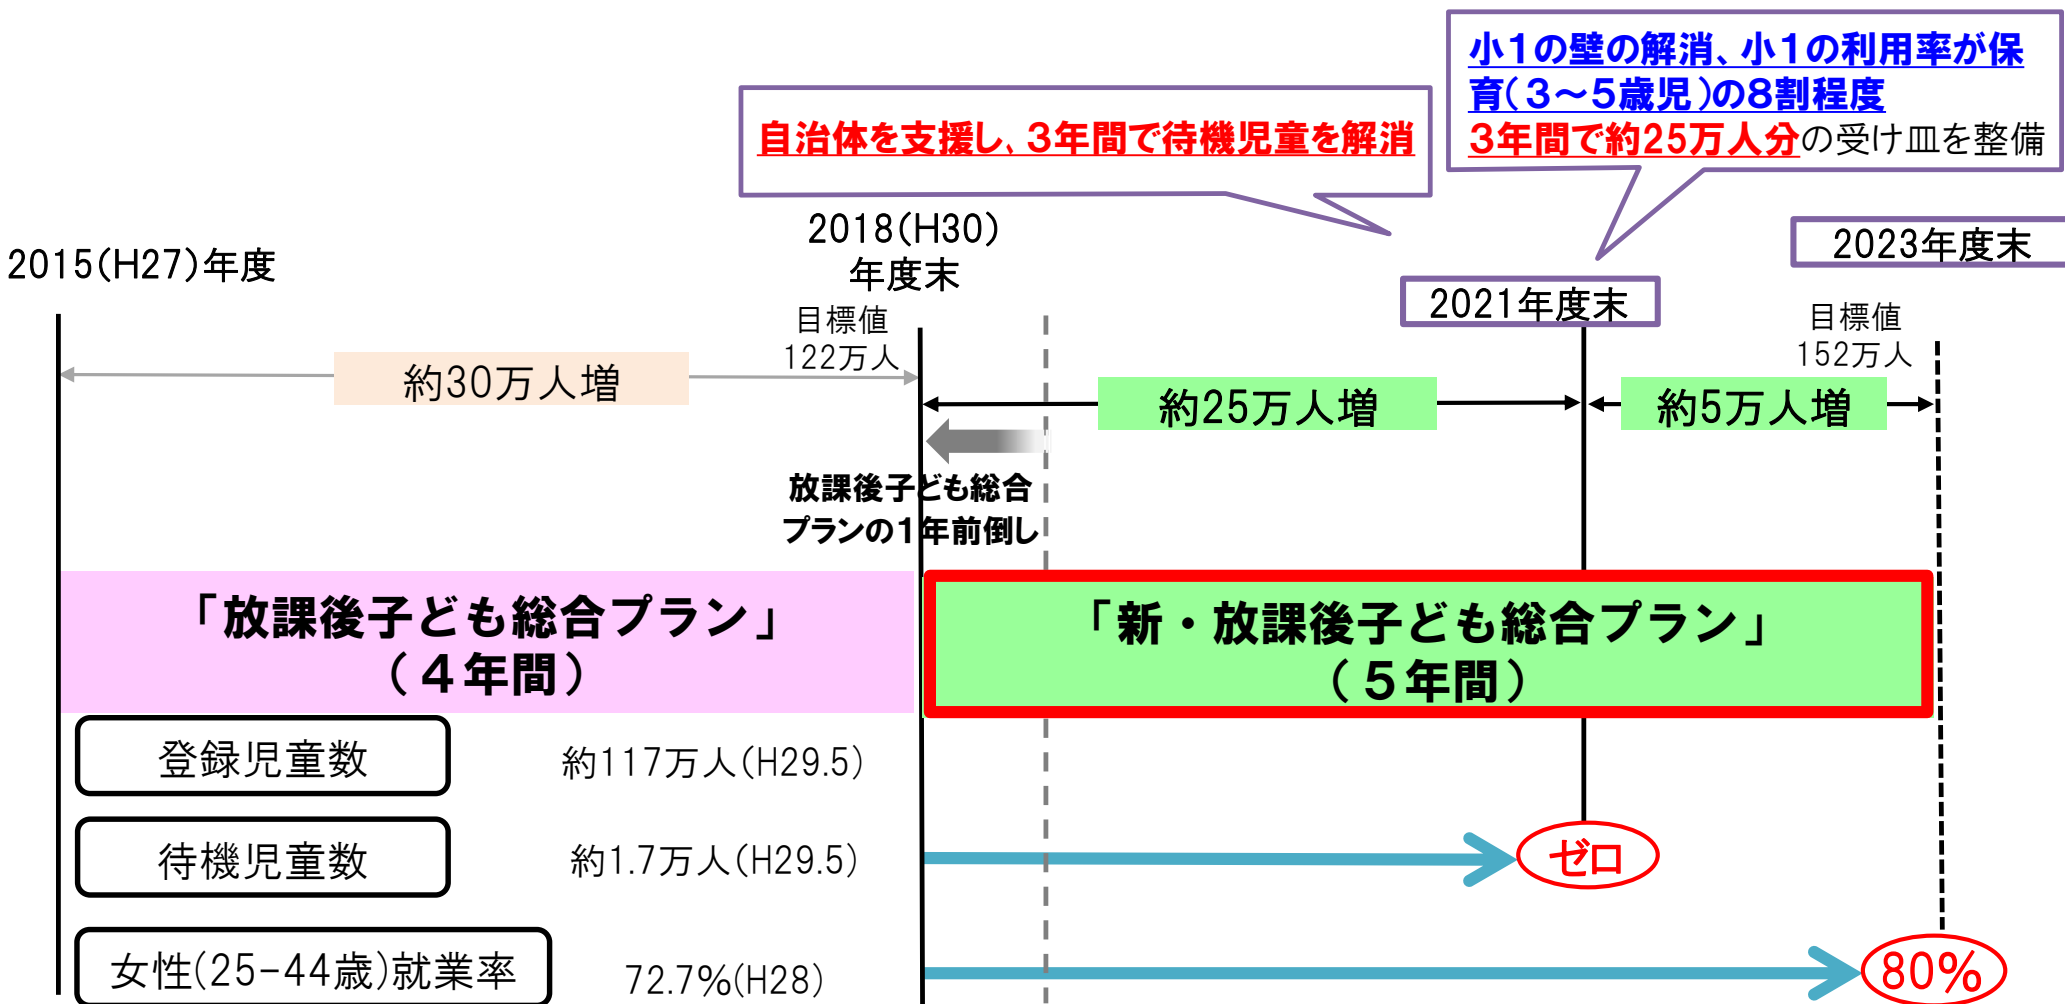 小1の壁の解消、小1の利用率が保
育(3～5歳児)の8割程度
3年間で約25万人分の受け皿を整備
自治体を支援し、3年間で待機児童を解消
2015(H27)年度
2018(H30)
年度末
2021年度末
2023年度末
目標値
122万人
目標値
152万人
約30万人増
約25万人増
約5万人増
放課後子ども総合
プランの1年前倒し
「放課後子ども総合プラン」
(4年間)
「新・放課後子ども総合プラン」
(5年間)
登録児童数
約117万人(H29.5)
待機児童数
約1.7万人(H29.5)
ゼロ
女性(25-44歳)就業率
72.7%(H28)
80%